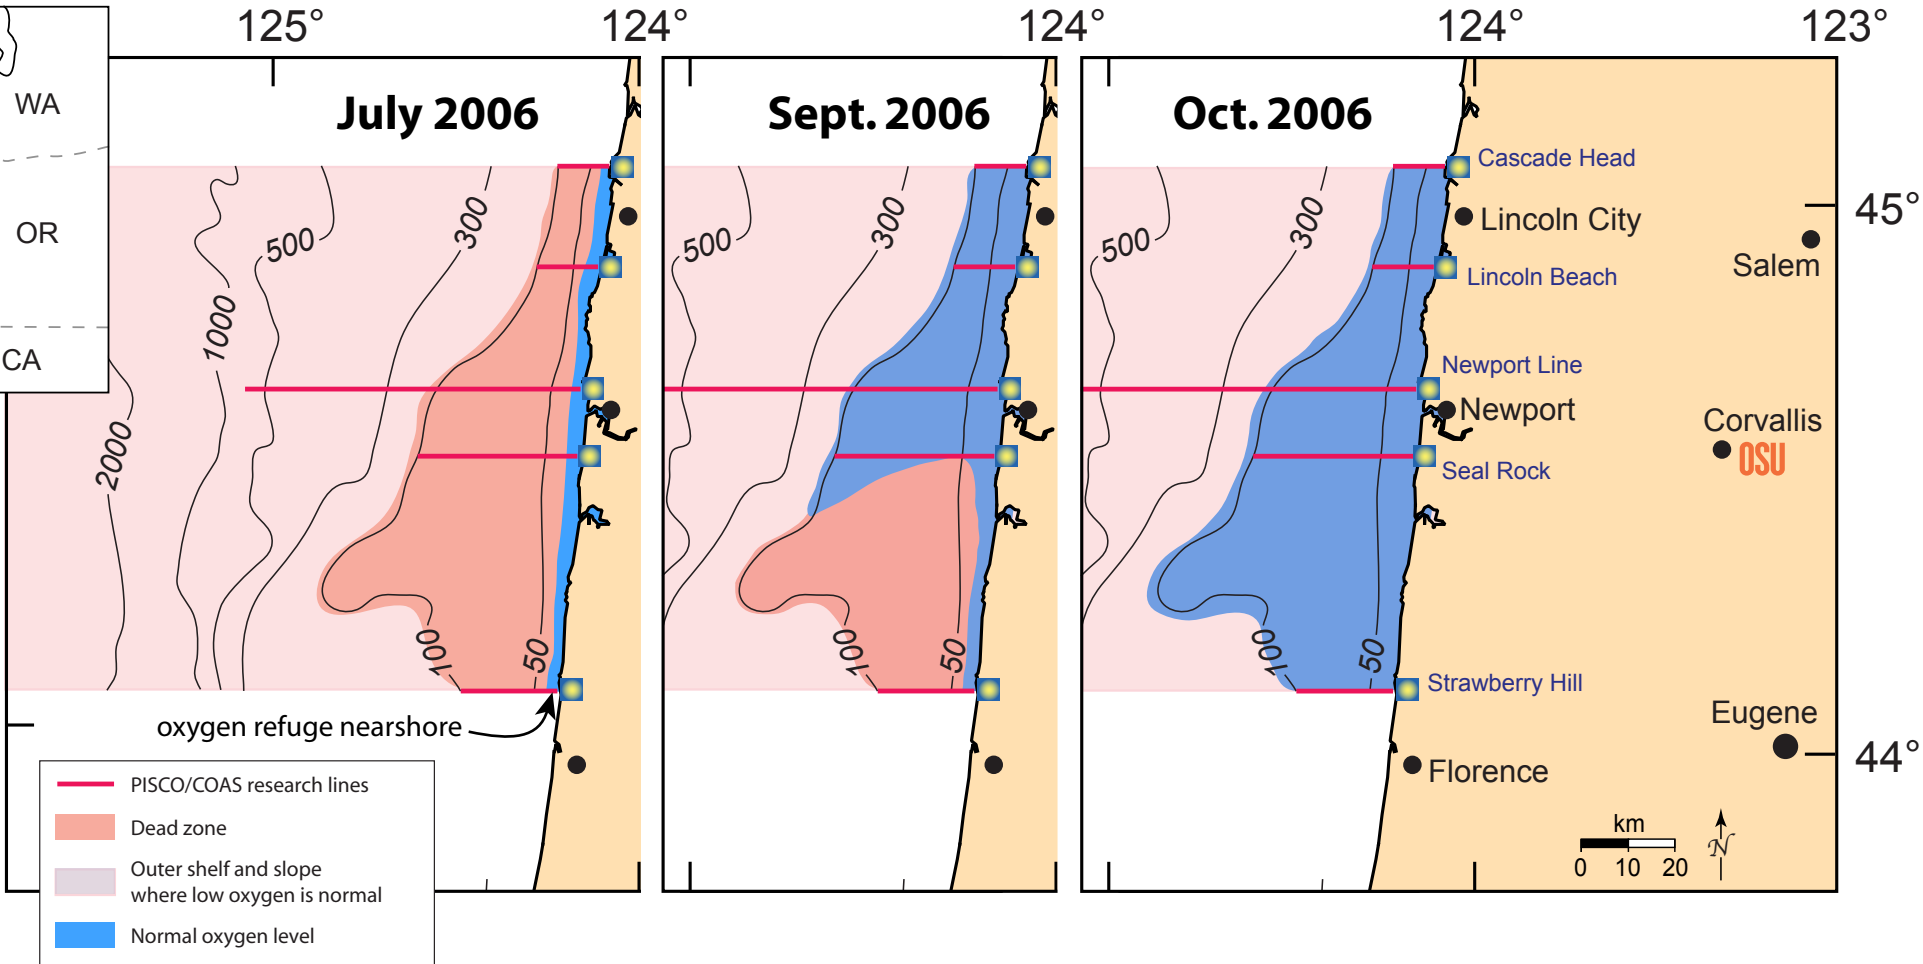 125°
124°
124°
124°
123°
WA
OR
CA
July 2006
Sept. 2006
Oct. 2006
500
300
1000
2000
100
50
500
300
100
50
500
300
100
50
Cascade Head
Lincoln City
Lincoln Beach
Newport Line
Newport
Seal Rock
Strawberry Hill
Florence
Salem
Corvallis
OSU
Eugene
45°
44°
oxygen refuge nearshore
PISCO/COAS research lines
Dead zone
Outer shelf and slope
where low oxygen is normal
Normal oxygen level
km
0 10 20
N